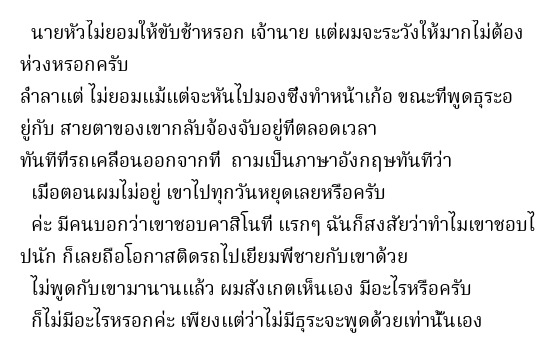 นายหัวไม่ยอมให้ขับช้าหรอก เจ้านาย แต่ผมจะระวังให้มากไม่ต้อง
ห่วงหรอกครับ
ลำลาแต่ ไม่ยอมแม้แต่จะหันไปมองซึ่งทำหน้าเก้อ ขณะที่พูดธุระอ
ยู่กับ สายตาของเขากลับจ้องจับอยู่ที่ตลอดเวลา
ทันทีที่รถเคลื่อนออกจากที่ ถามเป็นภาษาอังกฤษทันทีว่า
เมื่อตอนผมไม่อยู่ เขาไปทุกวันหยุดเลยหรือครับ
ค่ะ มีคนบอกว่าเขาชอบคาสิโนที่ แรกๆ ฉันก็สงสัยว่าทำไมเขาชอบไ
ปนัก ก็เลยถือโอกาสติดรถไปเยี่ยมพี่ชายกับเขาด้วย
ไม่พูดกับเขามานานแล้ว ผมสังเกตเห็นเอง มีอะไรหรือครับ
ก็ไม่มีอะไรหรอกค่ะ เพียงแต่ว่าไม่มีธุระจะพูดด้วยเท่านั้นเอง